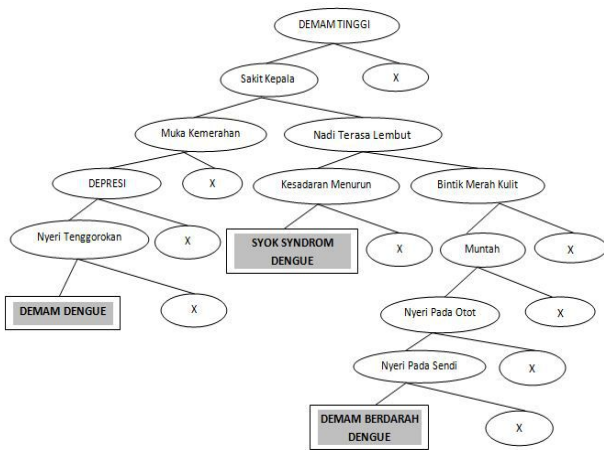 DEMAM TINGGI
Sakit Kepala
X
Muka Kemerahan
Nadi Terasa Lembut
DEPRESI
X
Kesadaran Menurun
Bintik Merah Kulit
Nyeri Tenggorokan
X
SYOK SYNDROM
DENGUE
X
Muntah
X
DEMAM DENGUE
X
Nyeri Pada Otot
X
Nyeri Pada Sendi
X
DEMAM BERDARAH
DENGUE
X